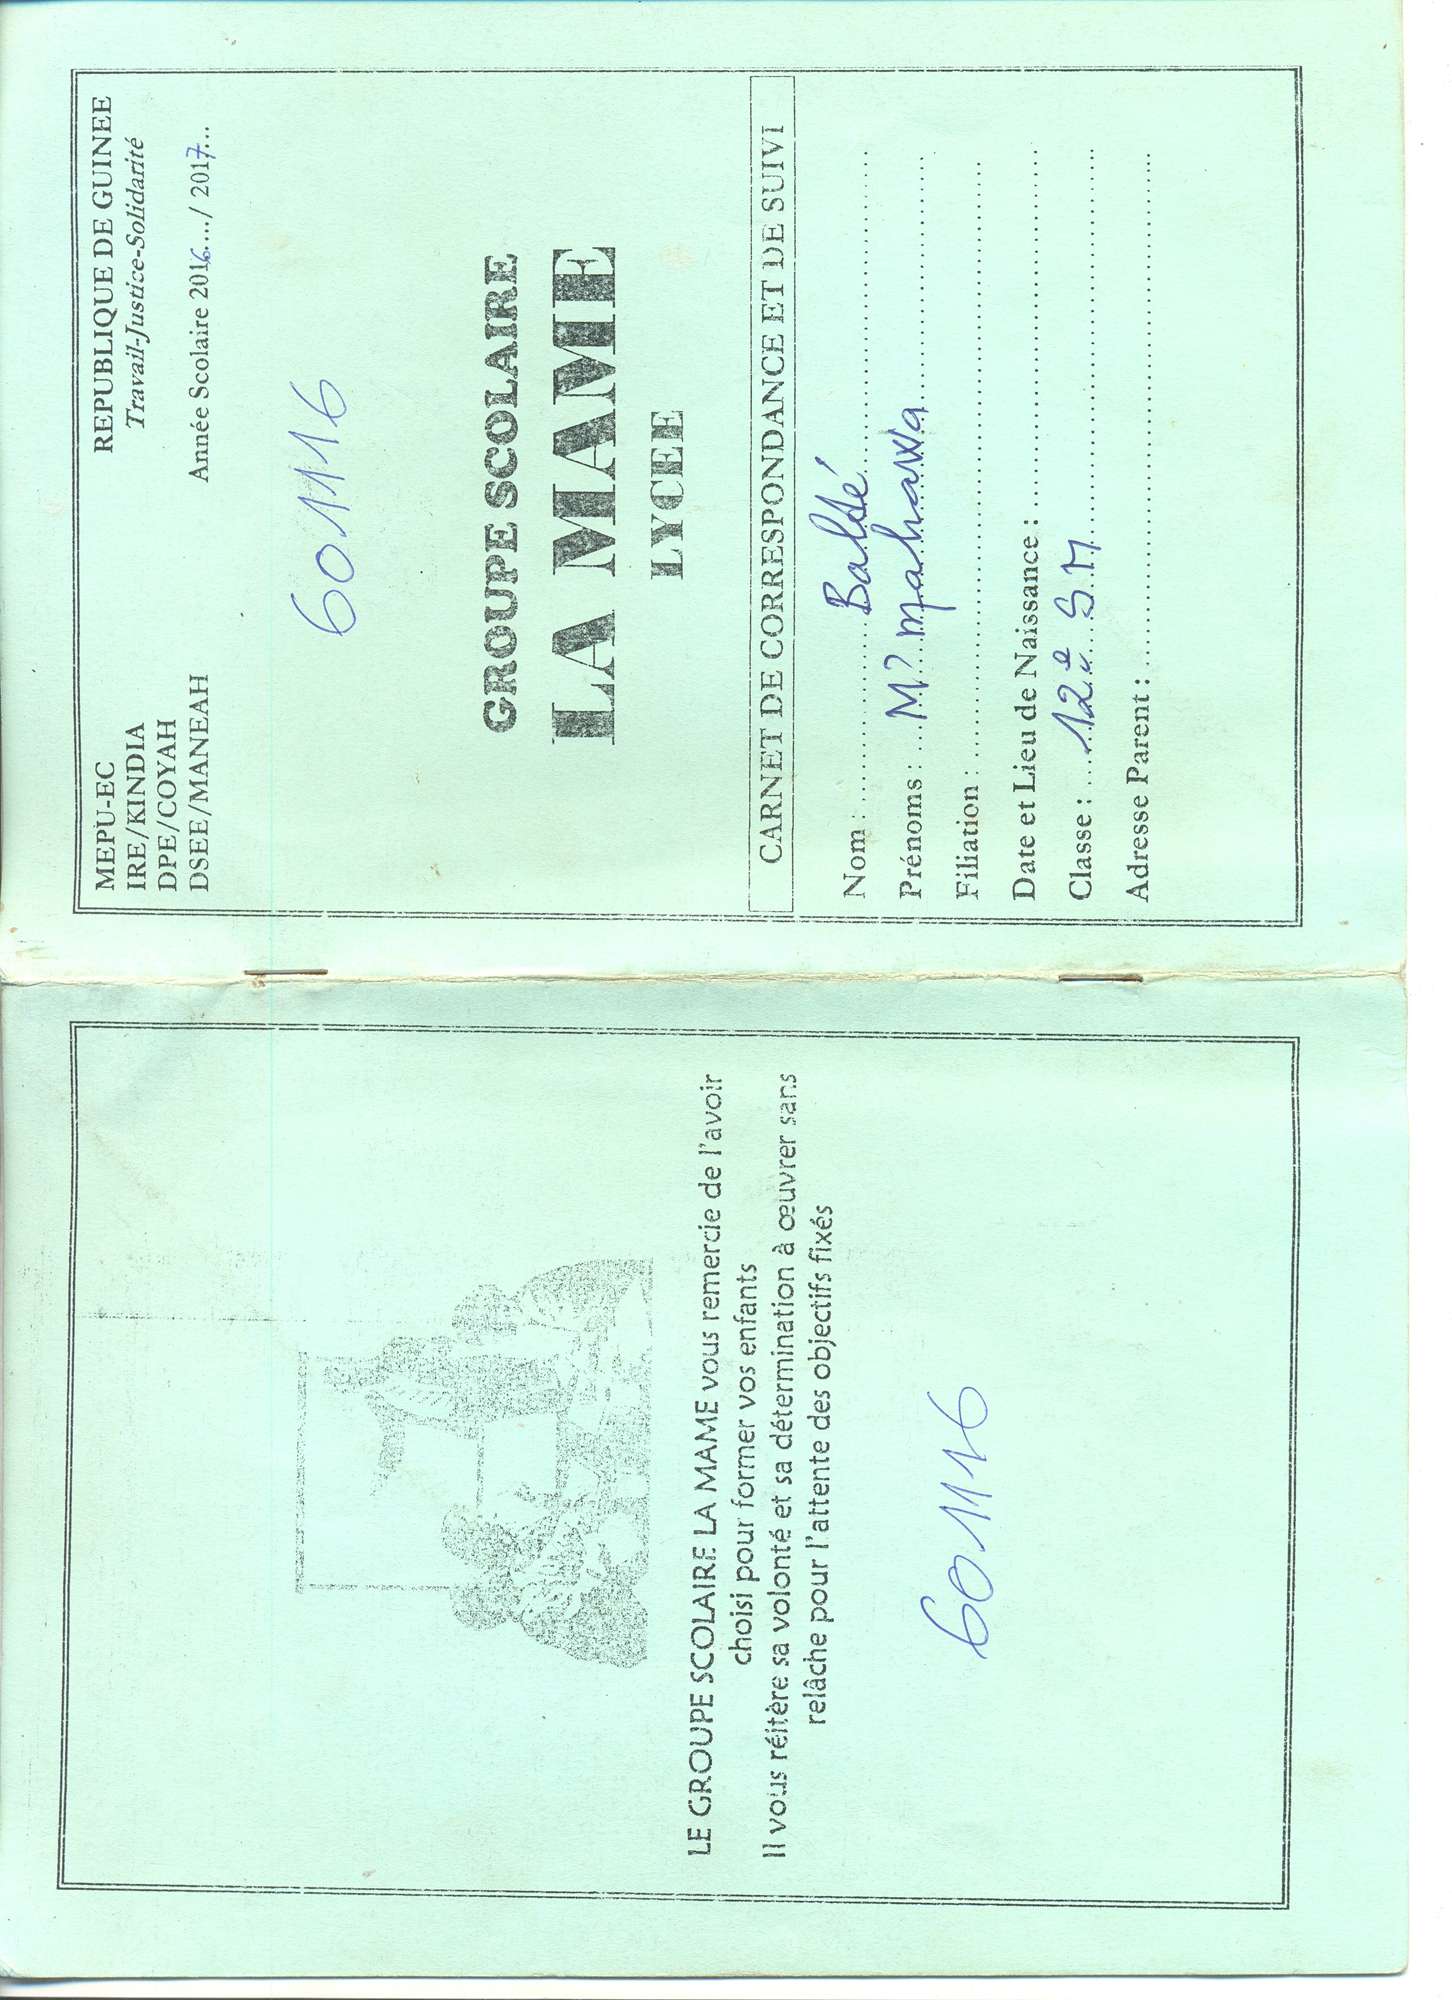 MEPU-EC
IRE/KINDIA
DPE/COYAH
DSEE/MANEAH
REPUBLIQUE DE GUINEE
Travail-Justice-Solidarité
Année Scolaire 2016..../ 2017...
601116
GROUPE SCOLAIRE
LA MAME
LYCEE
CARNET DE CORRESPONDANCE ET DE SUIVI
Nom : Baldé
Prénoms : M'mahawa
Filiation :
Date et Lieu de Naissance :
Classe : 12e S.M
Adresse Parent :
LE GROUPE SCOLAIRE LA MAME vous remercie de l'avoir
choisi pour former vos enfants
Il vous réitère sa volonté et sa détermination à œuvrer sans
relâche pour l'attente des objectifs fixés
601116